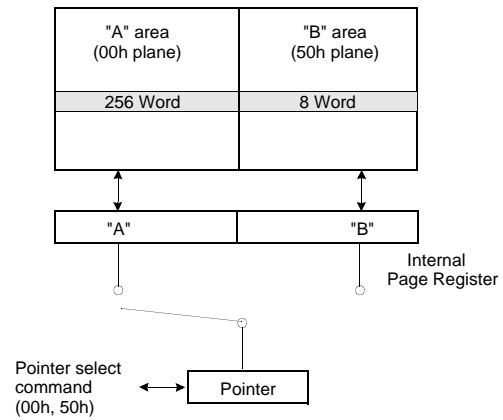 "A" area
(00h plane)
"B" area
(50h plane)
256 Word
8 Word
"A"
"B"
Internal
Page Register
Pointer select
command
(00h, 50h)
Pointer